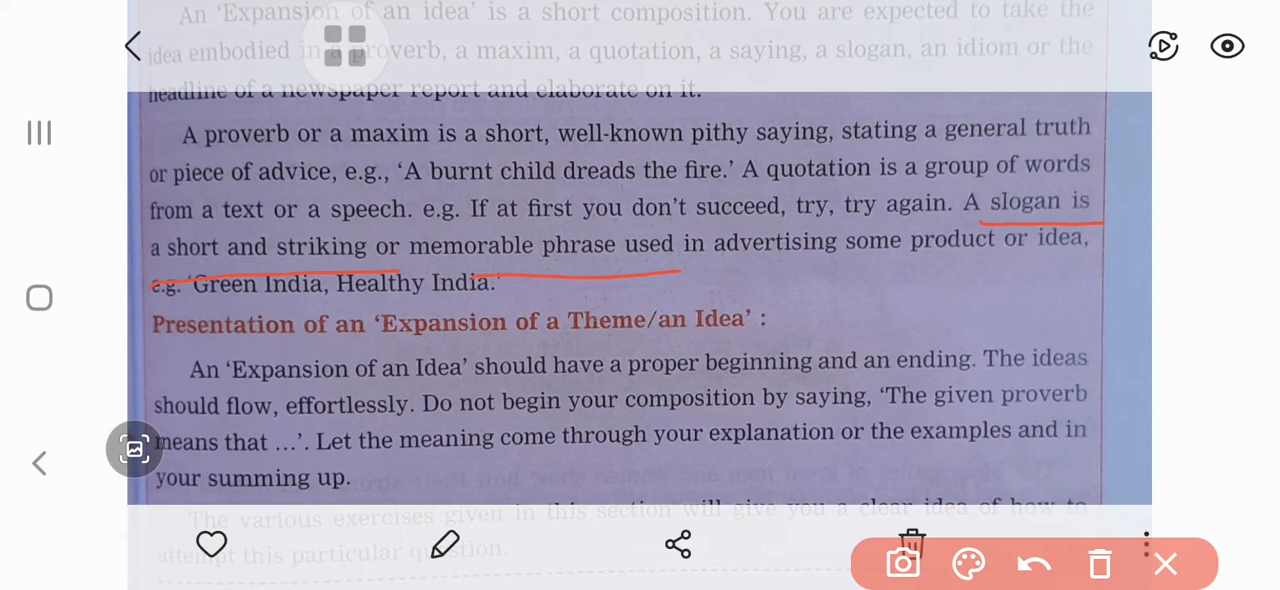 An ‘Expansion of an idea’ is a short composition. You are expected to take the
idea embodied in a proverb, a maxim, a quotation, a saying, a slogan, an idiom or the
headline of a newspaper report and elaborate on it.
A proverb or a maxim is a short, well-known pithy saying, stating a general truth
or piece of advice, e.g., ‘A burnt child dreads the fire.’ A quotation is a group of words
from a text or a speech. e.g. If at first you don’t succeed, try, try again. A slogan is
a short and striking or memorable phrase used in advertising some product or idea,
e.g. ‘Green India, Healthy India.’
Presentation of an ‘Expansion of a Theme/an Idea’ :
An ‘Expansion of an Idea’ should have a proper beginning and an ending. The ideas
should flow, effortlessly. Do not begin your composition by saying, ‘The given proverb
means that ...’. Let the meaning come through your explanation or the examples and in
your summing up.
The various exercises given in this section will give you a clear idea of how to
attempt this particular question.